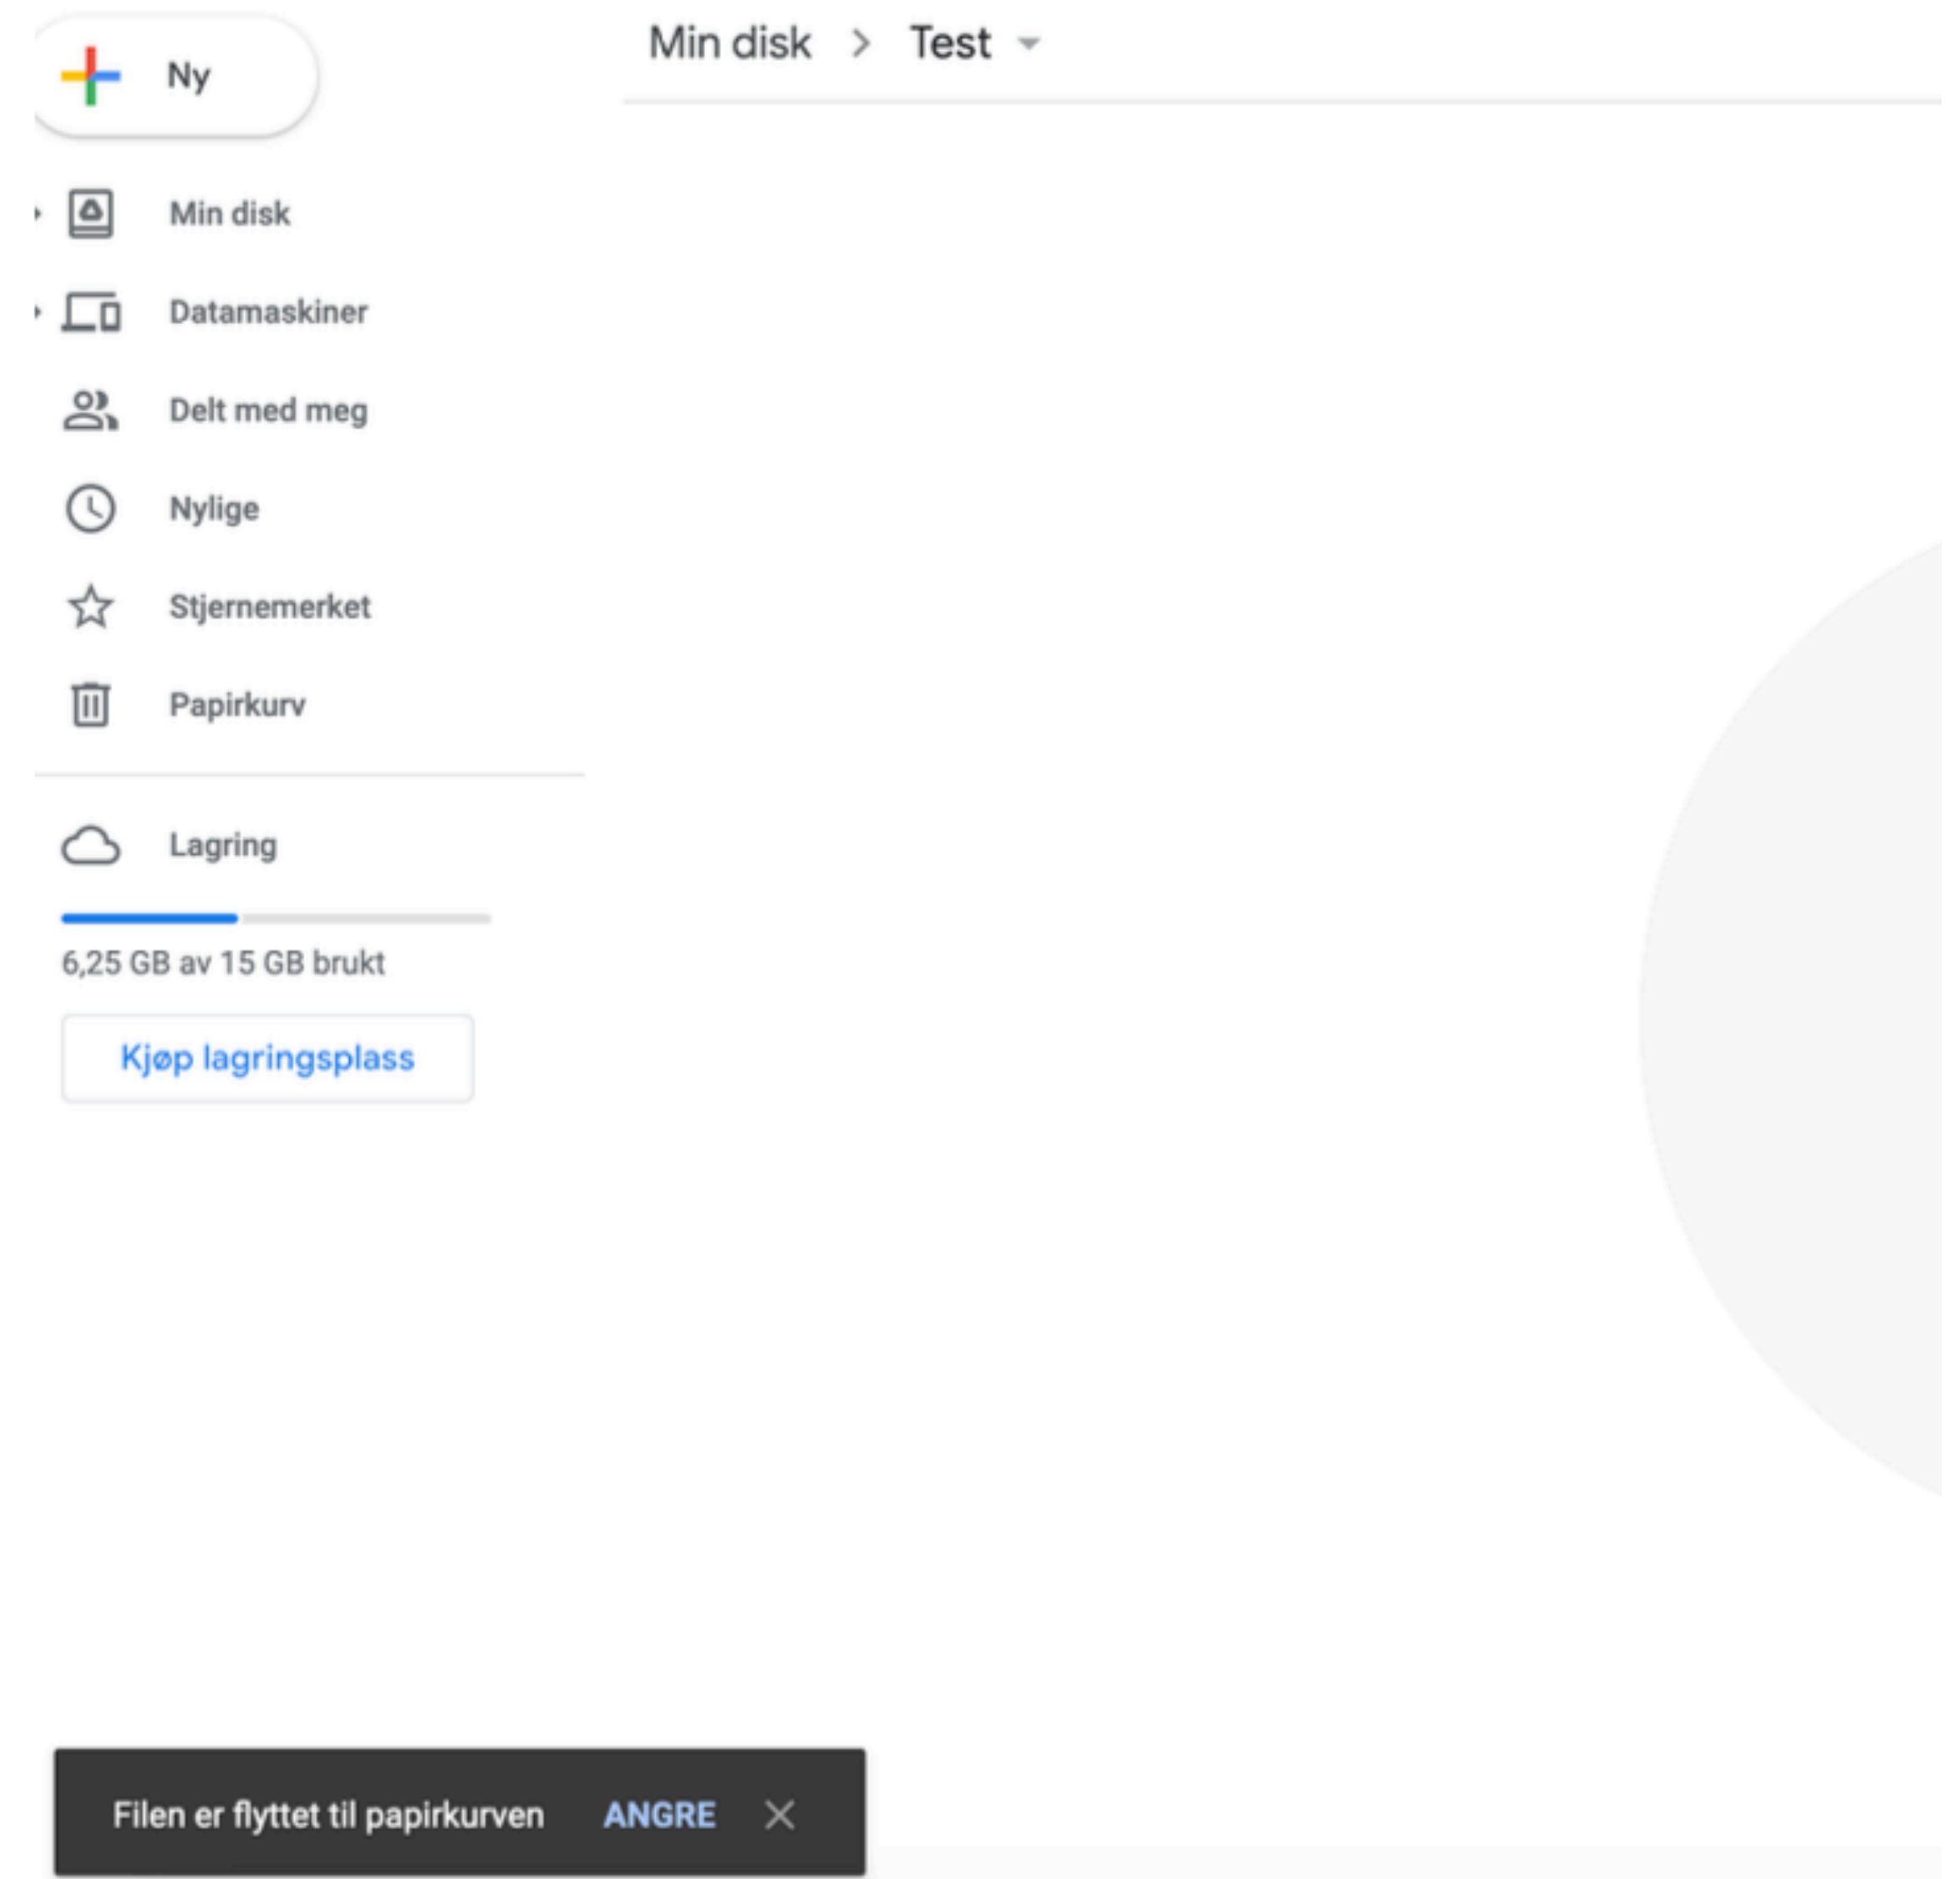 Ny
Min disk > Test
Min disk
Datamaskiner
Delt med meg
Nylige
Stjernemerket
Papirkurv
Lagring
6,25 GB av 15 GB brukt
Kjøp lagringsplass
Filen er flyttet til papirkurven ANGRE